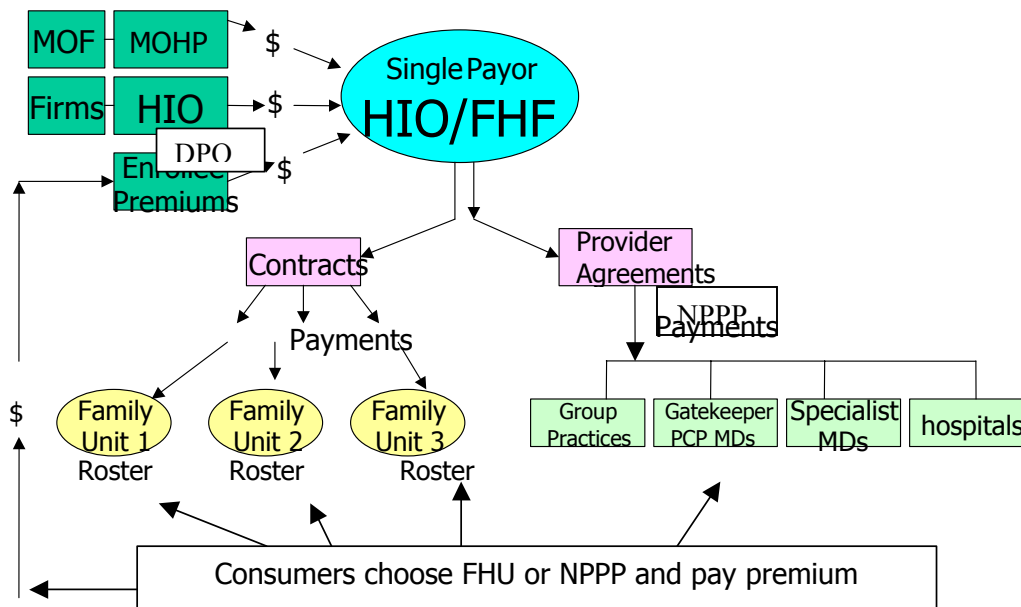 MOF
MOHP
$
Single Payor
HIO/FHF
Firms
HIO
$
DPO
$
Enrollee
Premiums
Contracts
Provider
Agreements
NPPP
Payments
Payments
$
Family
Unit 1
Roster
Family
Unit 2
Roster
Family
Unit 3
Roster
Group
Practices
Gatekeeper
PCP MDs
Specialist
MDs
hospitals
Consumers choose FHU or NPPP and pay premium